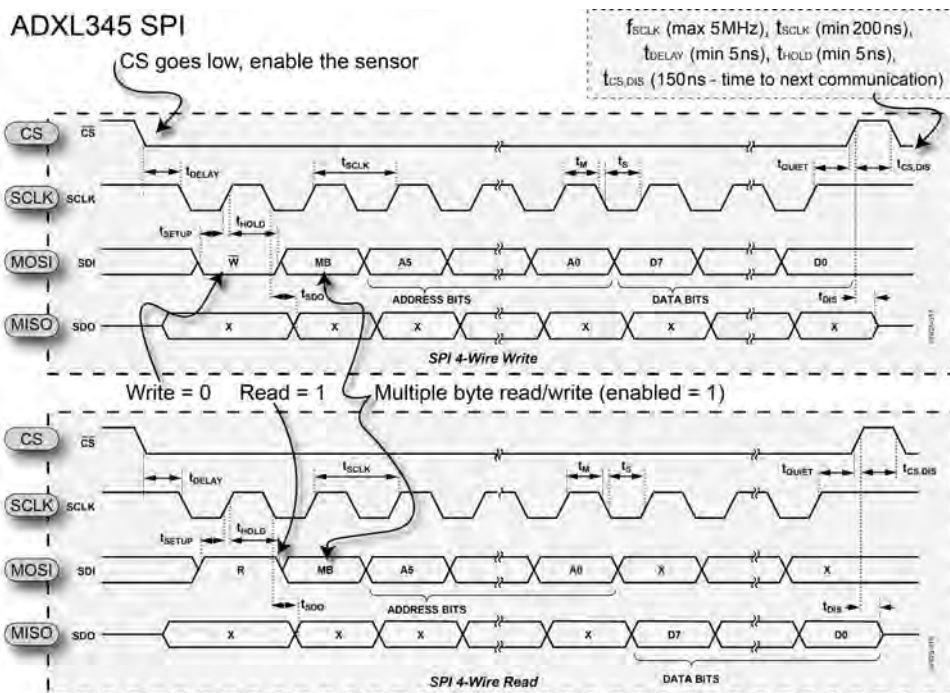 ADXL345 SPI
fSCLK (max 5MHz), tSCLK (min 200ns),
tDELAY (min 5ns), tHOLD (min 5ns),
tCS,DIS (150ns - time to next communication)
CS goes low, enable the sensor
CS CS
tDELAY tSCLK tM tS tQUIET tCS,DIS
SCLK SCLK
tSETUP tHOLD
MOSI SDI W MB A5 A0 D7 D0
tSDO ADDRESS BITS DATA BITS tDIS
MISO SDO X X X X X X
SPI 4-Wire Write
Write = 0 Read = 1 Multiple byte read/write (enabled = 1)
CS CS
tDELAY tSCLK tM tS tQUIET tCS,DIS
SCLK SCLK
tSETUP tHOLD
MOSI SDI R MB A5 A0 X X
tSDO ADDRESS BITS tDIS
MISO SDO X X X X D7 D0
SPI 4-Wire Read DATA BITS